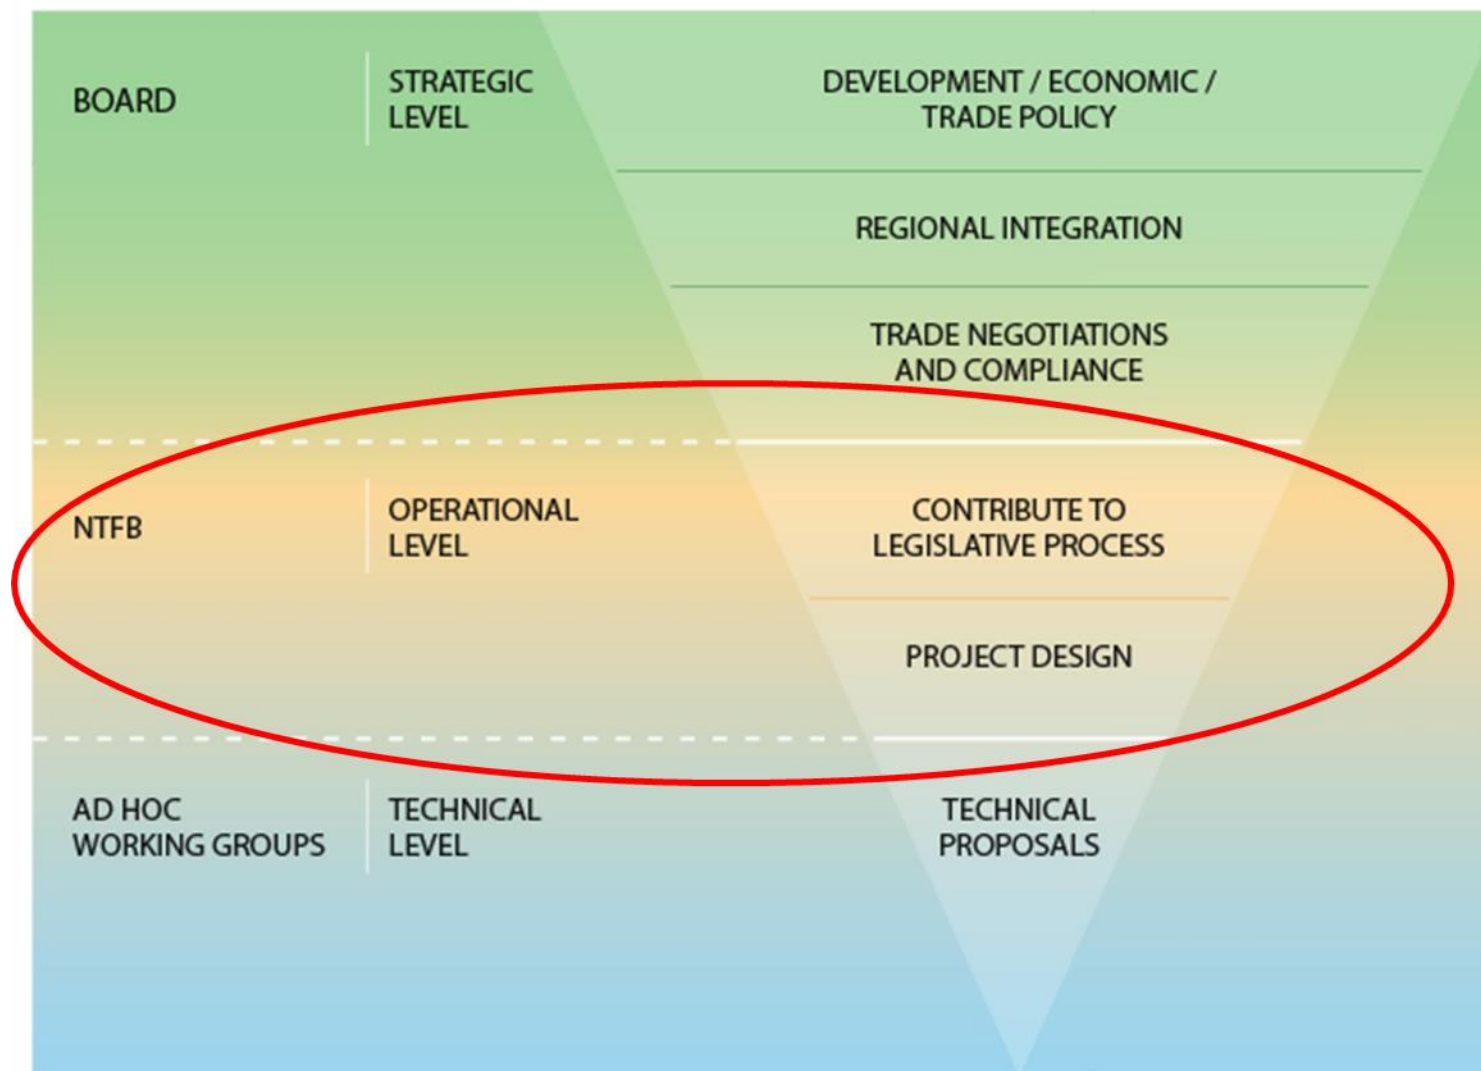 BOARD
STRATEGIC
LEVEL
DEVELOPMENT / ECONOMIC /
TRADE POLICY
REGIONAL INTEGRATION
TRADE NEGOTIATIONS
AND COMPLIANCE
NTFB
OPERATIONAL
LEVEL
CONTRIBUTE TO
LEGISLATIVE PROCESS
PROJECT DESIGN
AD HOC
WORKING GROUPS
TECHNICAL
LEVEL
TECHNICAL
PROPOSALS